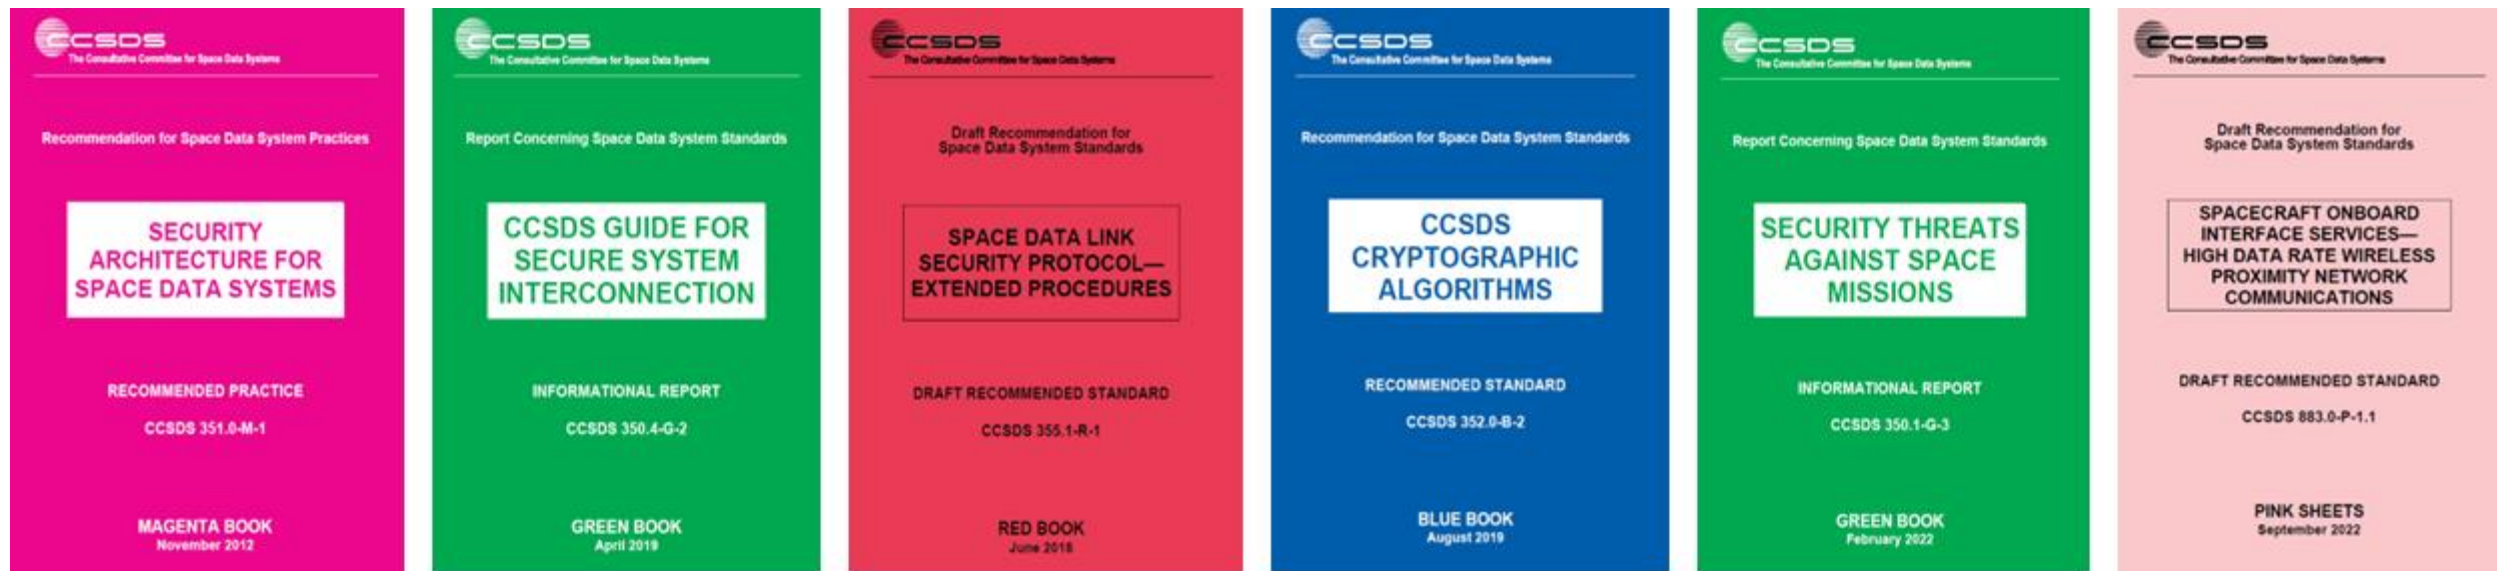 CCSDS
The Consultative Committee for Space Data Systems
Recommendation for Space Data System Practices
SECURITY
ARCHITECTURE FOR
SPACE DATA SYSTEMS
RECOMMENDED PRACTICE
CCSDS 351.0-M-1
MAGENTA BOOK
November 2012
CCSDS
The Consultative Committee for Space Data Systems
Report Concerning Space Data System Standards
CCSDS GUIDE FOR
SECURE SYSTEM
INTERCONNECTION
INFORMATIONAL REPORT
CCSDS 350.4-G-2
GREEN BOOK
April 2019
CCSDS
The Consultative Committee for Space Data Systems
Draft Recommendation for
Space Data System Standards
SPACE DATA LINK
SECURITY PROTOCOL—
EXTENDED PROCEDURES
DRAFT RECOMMENDED STANDARD
CCSDS 355.1-R-1
RED BOOK
June 2018
CCSDS
The Consultative Committee for Space Data Systems
Recommendation for Space Data System Standards
CCSDS
CRYPTOGRAPHIC
ALGORITHMS
RECOMMENDED STANDARD
CCSDS 352.0-B-2
BLUE BOOK
August 2019
CCSDS
The Consultative Committee for Space Data Systems
Report Concerning Space Data System Standards
SECURITY THREATS
AGAINST SPACE
MISSIONS
INFORMATIONAL REPORT
CCSDS 350.1-G-3
GREEN BOOK
February 2022
CCSDS
The Consultative Committee for Space Data Systems
Draft Recommendation for
Space Data System Standards
SPACECRAFT ONBOARD
INTERFACE SERVICES—
HIGH DATA RATE WIRELESS
PROXIMITY NETWORK
COMMUNICATIONS
DRAFT RECOMMENDED STANDARD
CCSDS 883.0-P-1.1
PINK SHEETS
September 2022